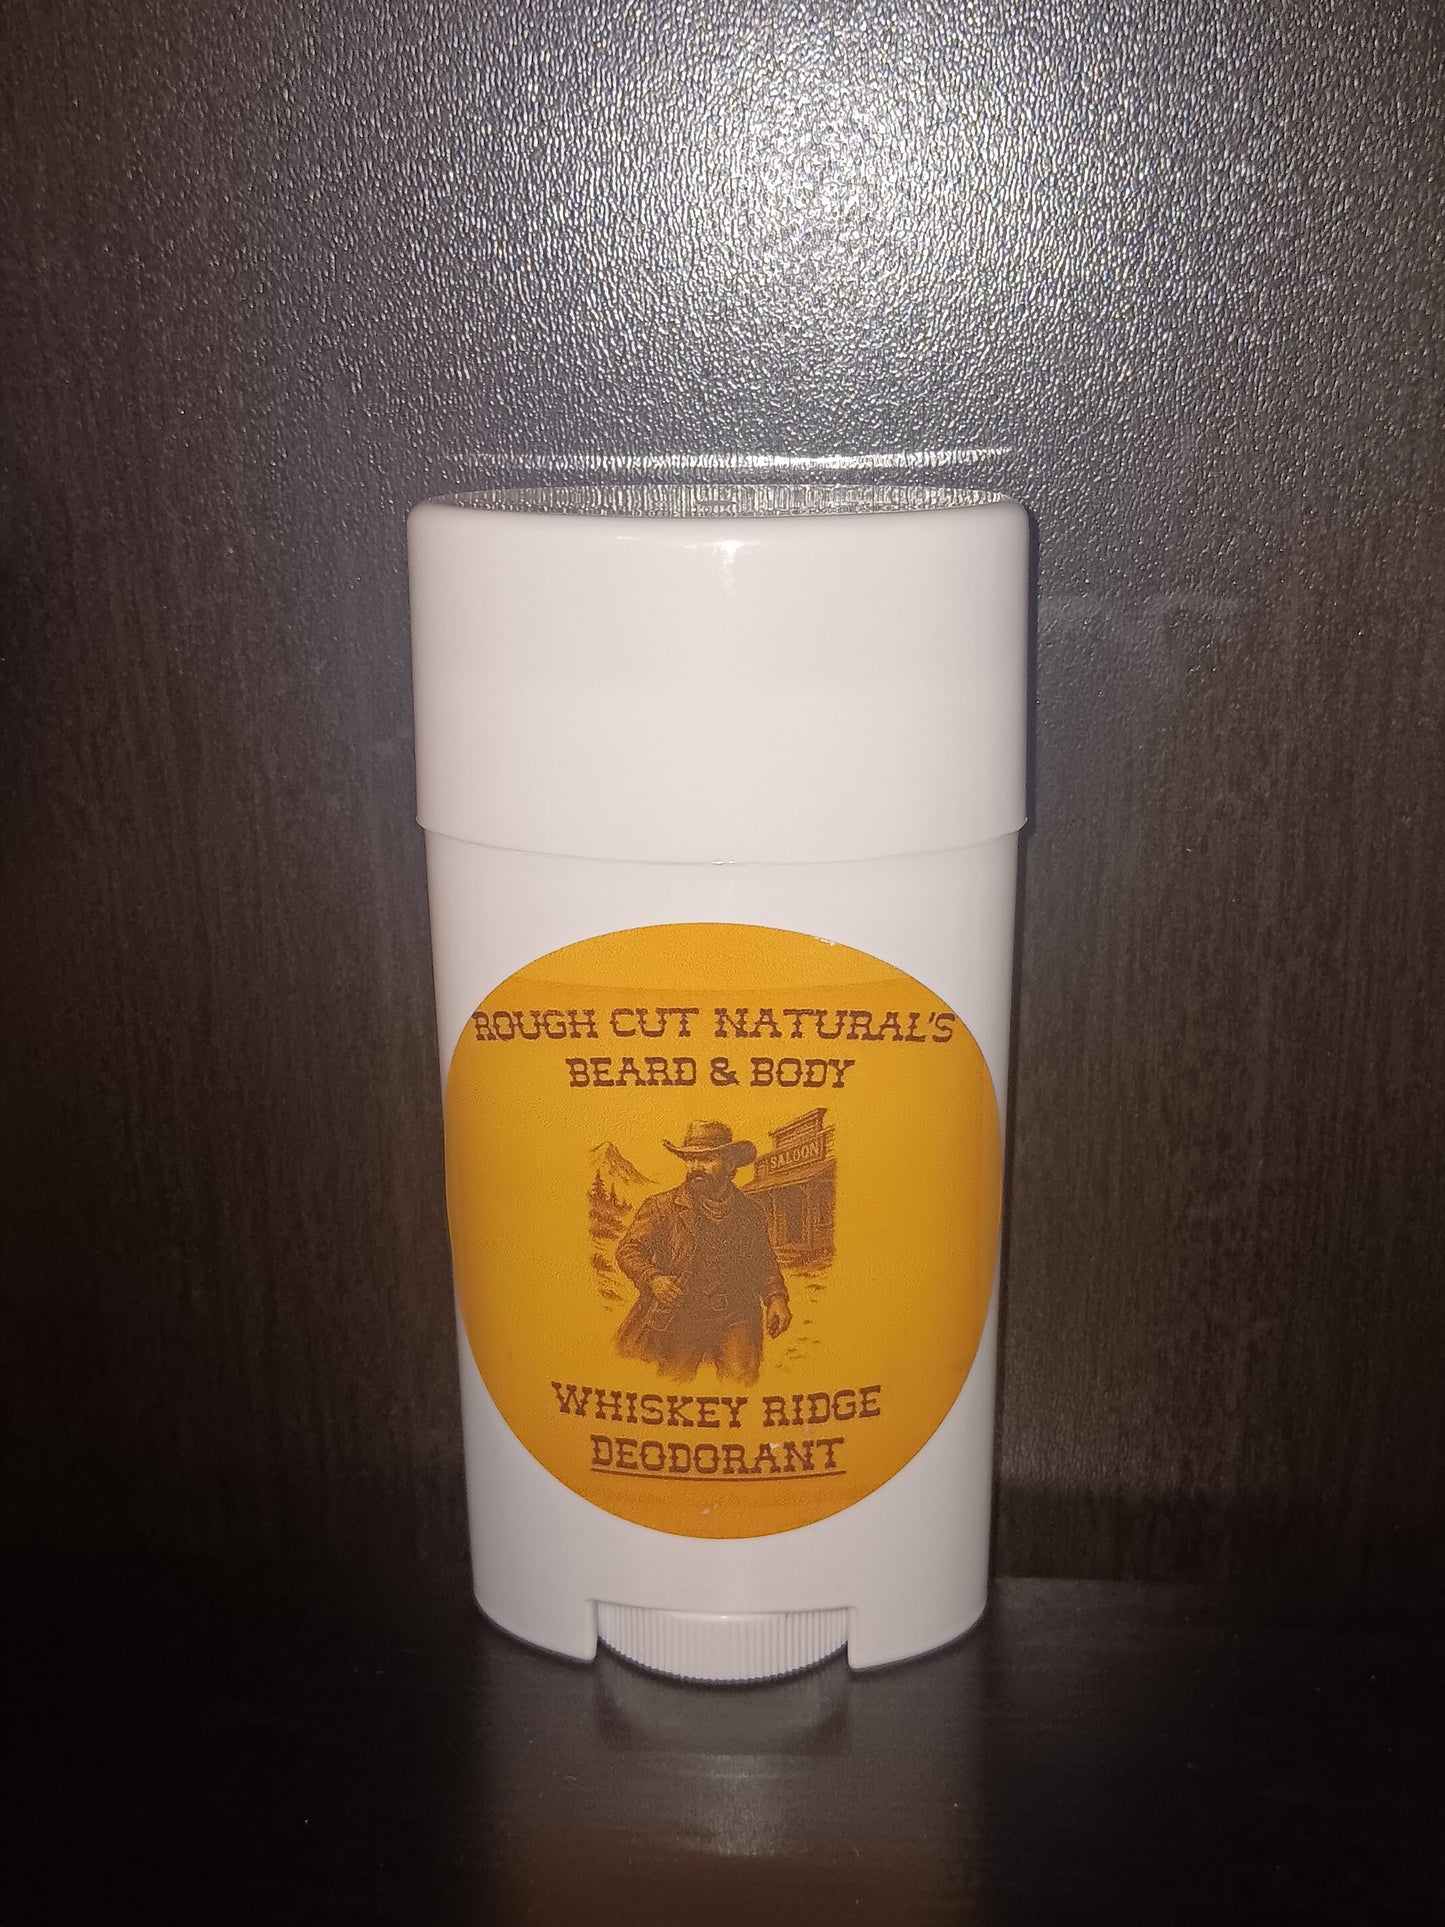 ROUGH CUT NATURAL'S
BEARD & BODY
SALOON
WHISKEY RIDGE
DEODORANT